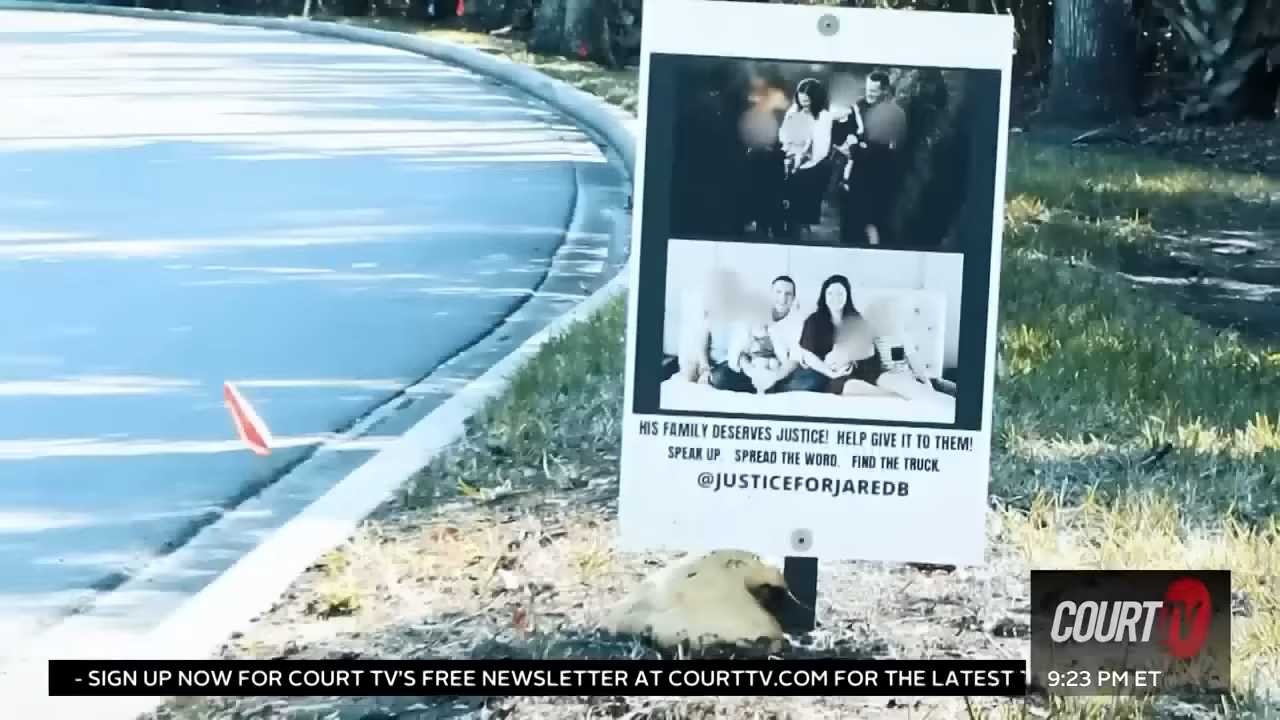 HIS FAMILY DESERVES JUSTICE! HELP GIVE IT TO THEM!
SPEAK UP. SPREAD THE WORD. FIND THE TRUCK.
@JUSTICEFORJAREDB
COURT TV
- SIGN UP NOW FOR COURT TV'S FREE NEWSLETTER AT COURTTV.COM FOR THE LATEST
9:23 PM ET